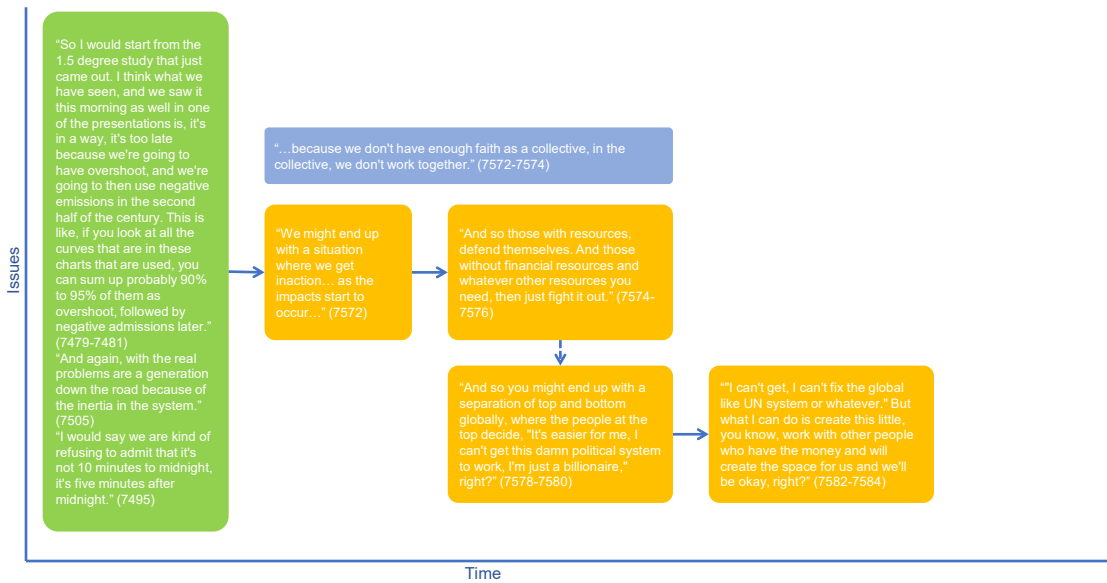 Issues
“So I would start from the
1.5 degree study that just
came out. I think what we
have seen, and we saw it
this morning as well in one
of the presentations is, it's
in a way, it's too late
because we're going to
have overshoot, and we're
going to then use negative
emissions in the second
half of the century. This is
like, if you look at all the
curves that are in these
charts that are used, you
can sum up probably 90%
to 95% of them as
overshoot, followed by
negative admissions later.”
(7479-7481)
“And again, with the real
problems are a generation
down the road because of
the inertia in the system.”
(7505)
“I would say we are kind of
refusing to admit that it's
not 10 minutes to midnight,
it's five minutes after
midnight.” (7495)
“…because we don't have enough faith as a collective, in the
collective, we don't work together.” (7572-7574)
“We might end up
with a situation
where we get
inaction… as the
impacts start to
occur…” (7572)
“And so those with resources,
defend themselves. And those
without financial resources and
whatever other resources you
need, then just fight it out.” (7574-
7576)
“And so you might end up with a
separation of top and bottom
globally, where the people at the
top decide, "It's easier for me, I
can't get this damn political system
to work, I'm just a billionaire,"
right?” (7578-7580)
“"I can't get, I can't fix the global
like UN system or whatever." But
what I can do is create this little,
you know, work with other people
who have the money and will
create the space for us and we'll
be okay, right?” (7582-7584)
Time